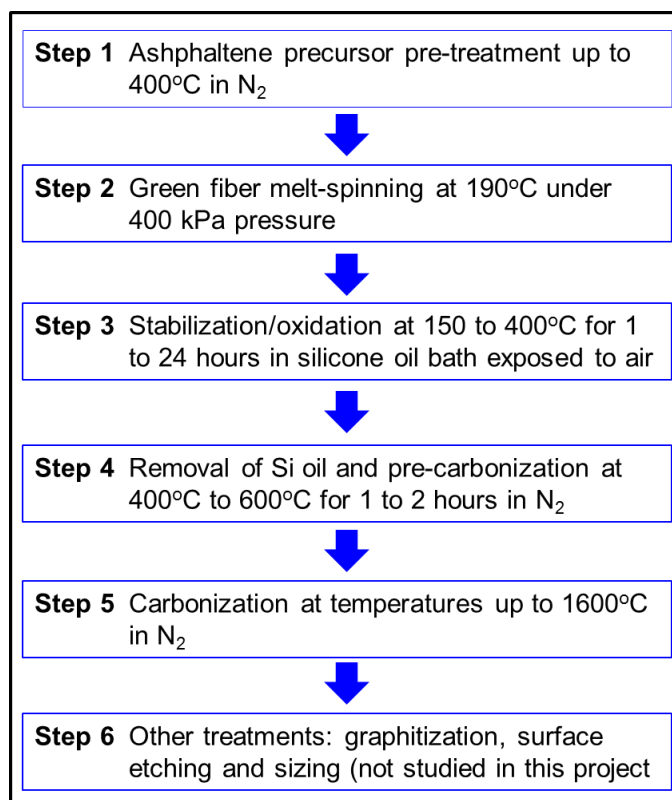 Step 1 Ashphaltene precursor pre-treatment up to
400°C in N₂
Step 2 Green fiber melt-spinning at 190°C under
400 kPa pressure
Step 3 Stabilization/oxidation at 150 to 400°C for 1
to 24 hours in silicone oil bath exposed to air
Step 4 Removal of Si oil and pre-carbonization at
400°C to 600°C for 1 to 2 hours in N₂
Step 5 Carbonization at temperatures up to 1600°C
in N₂
Step 6 Other treatments: graphitization, surface
etching and sizing (not studied in this project